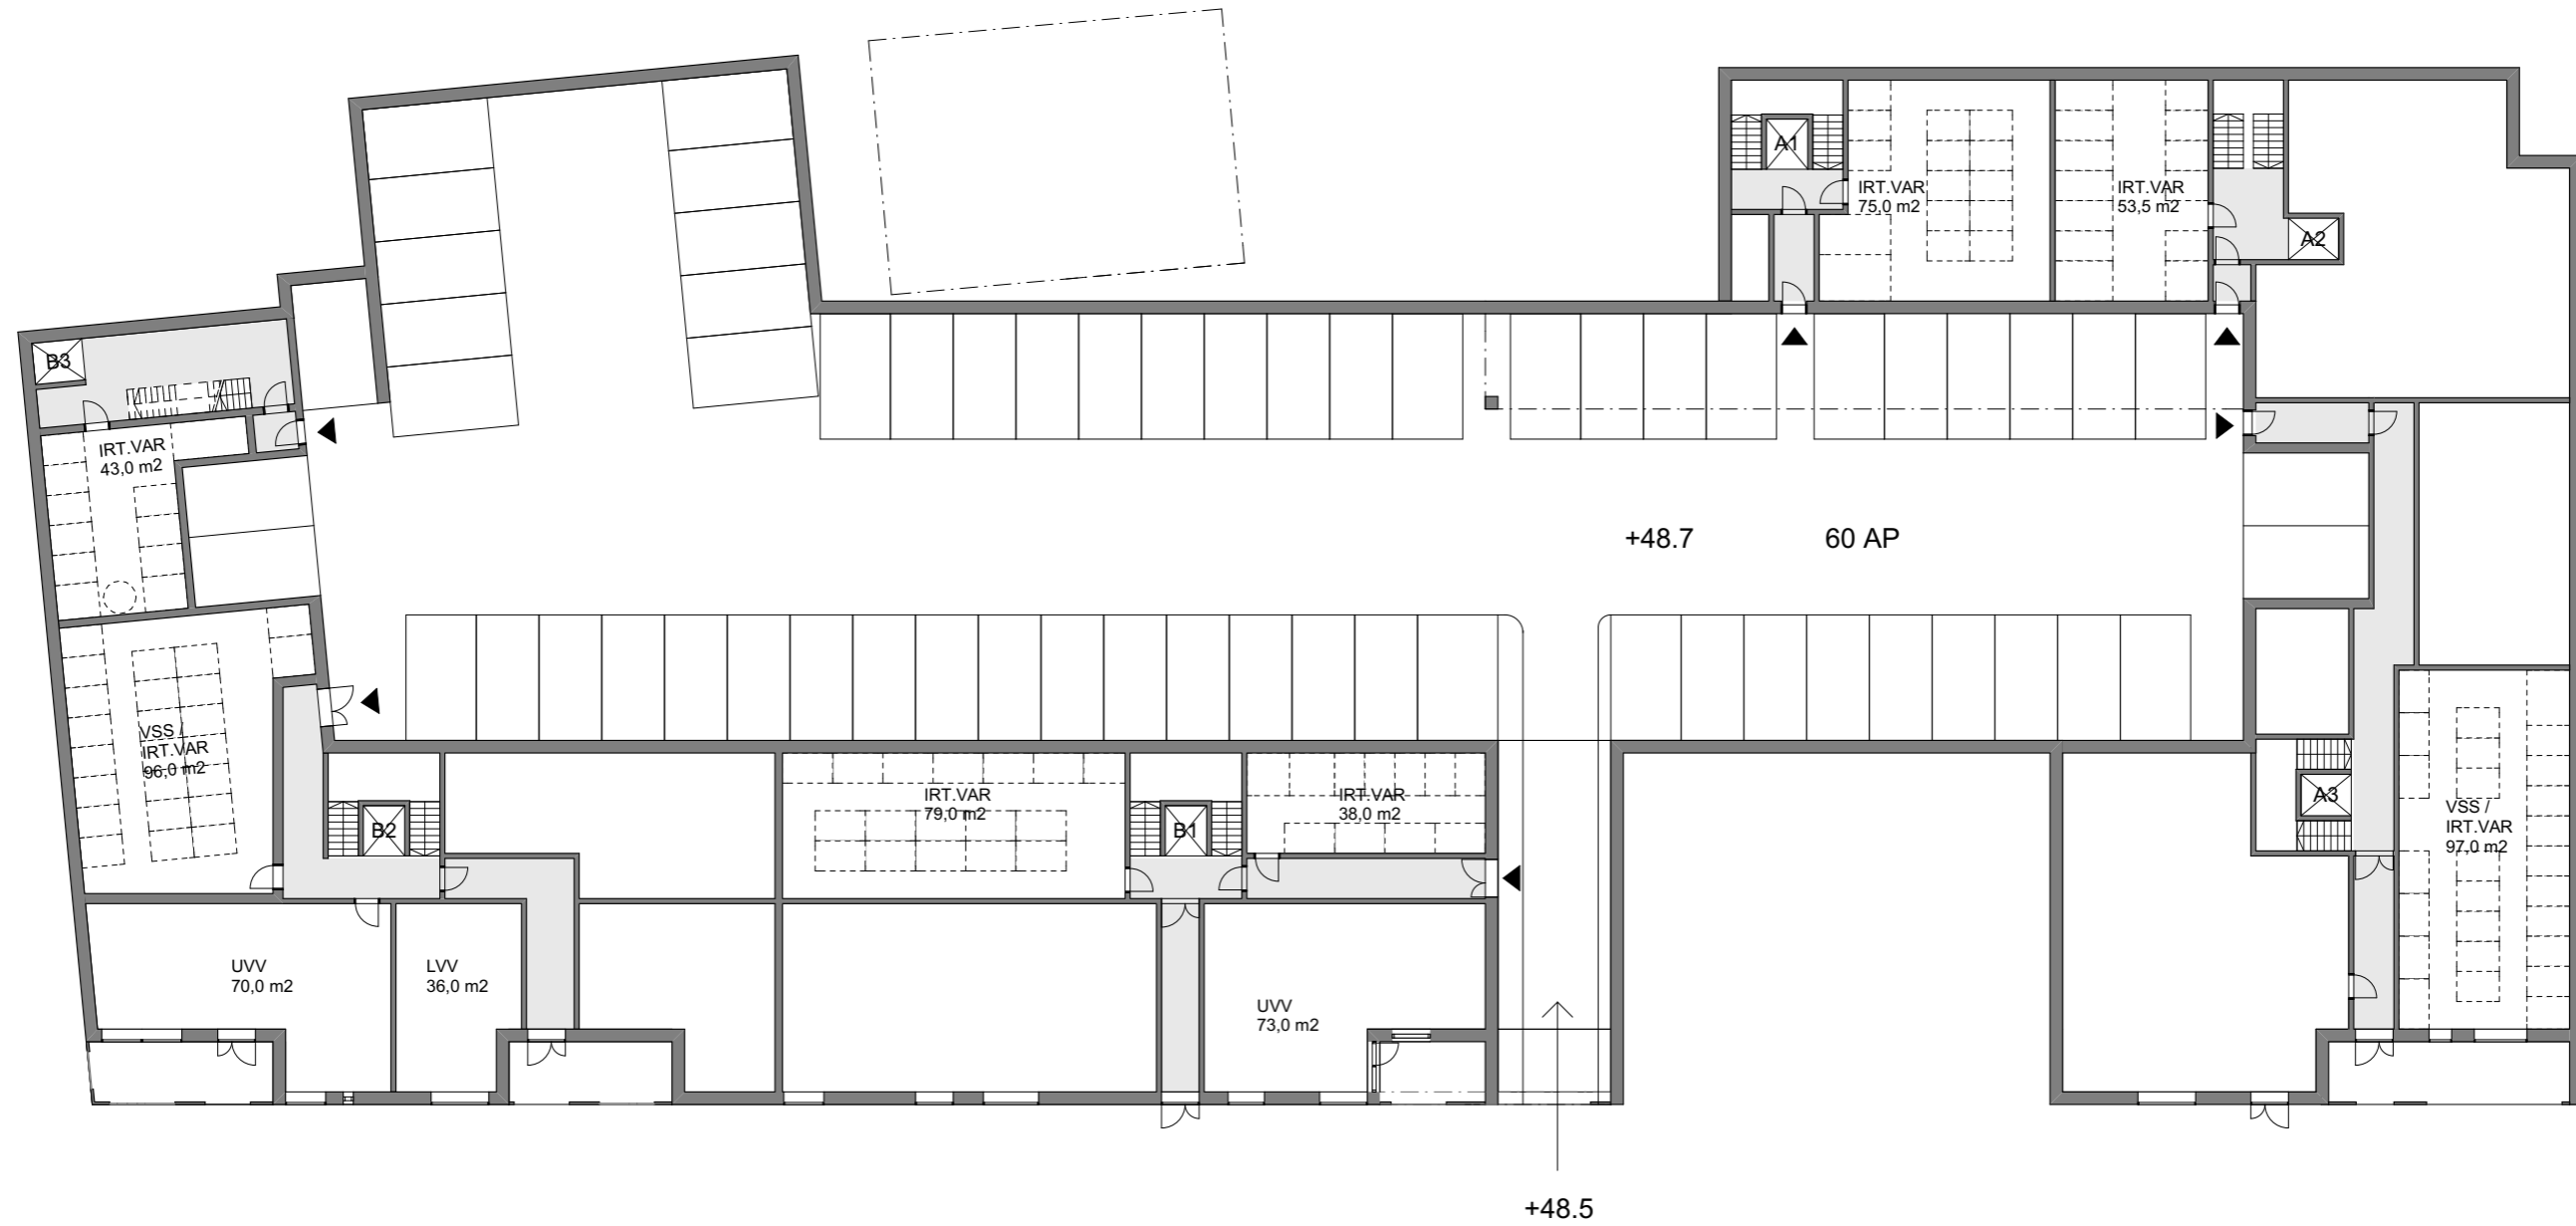 A1
IRT.VAR
75,0 m2
IRT.VAR
53,5 m2
A2
B3
IRT.VAR
43,0 m2
+48.7
60 AP
VSS /
IRT.VAR
96,0 m2
B2
IRT.VAR
79,0 m2
B1
IRT.VAR
38,0 m2
A3
VSS /
IRT.VAR
97,0 m2
UVV
70,0 m2
LVV
36,0 m2
UVV
73,0 m2
+48.5